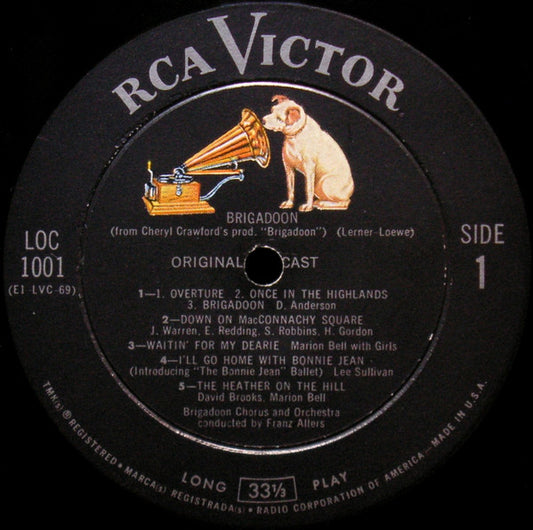 RCA VICTOR
BRIGADOON
(from Cheryl Crawford's prod. "Brigadoon") (Lerner-Loewe)
LOC
1001
(E1-LVC-69)
SIDE
1
ORIGINAL CAST
1—1. OVERTURE 2. ONCE IN THE HIGHLANDS
3. BRIGADOON D. Anderson
2—DOWN ON MacCONNACHY SQUARE
J. Warren, E. Redding, S. Robbins, H. Gordon
3—WAITIN' FOR MY DEARIE Marion Bell with Girls
4—I'LL GO HOME WITH BONNIE JEAN
(Introducing "The Bonnie Jean" Ballet) Lee Sullivan
5—THE HEATHER ON THE HILL
David Brooks, Marion Bell
Brigadoon Chorus and Orchestra
conducted by Franz Allers
LONG 33⅓ PLAY
TMK(s) ® REGISTERED • MARCA(s) REGISTRADA(s) • RADIO CORPORATION OF AMERICA—MADE IN U.S.A.